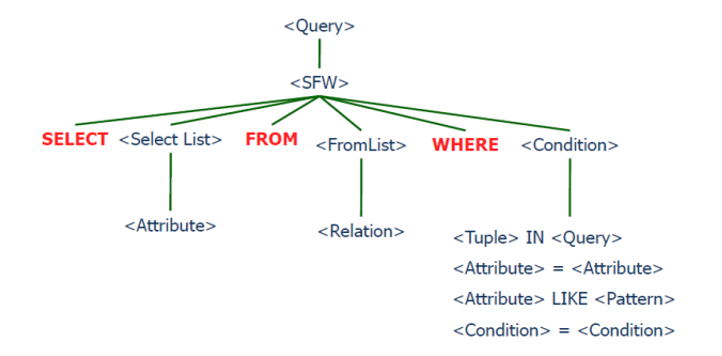 <Query>
<SFW>
SELECT <Select List> FROM <FromList> WHERE <Condition>
<Attribute> <Relation>
<Tuple> IN <Query>
<Attribute> = <Attribute>
<Attribute> LIKE <Pattern>
<Condition> = <Condition>